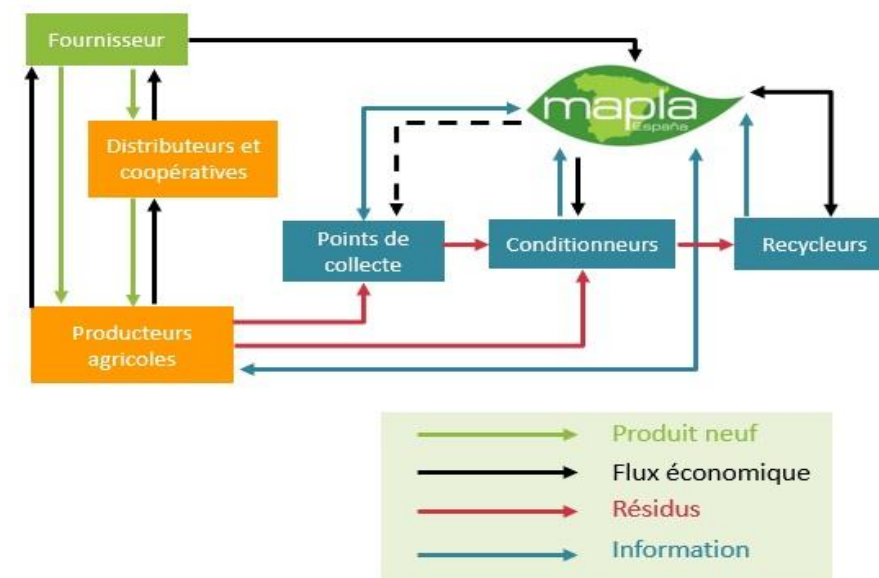 Fournisseur
mapla
España
Distributeurs et
coopératives
Points de
collecte
Conditionneurs
Recycleurs
Producteurs
agricoles
Produit neuf
Flux économique
Résidus
Information